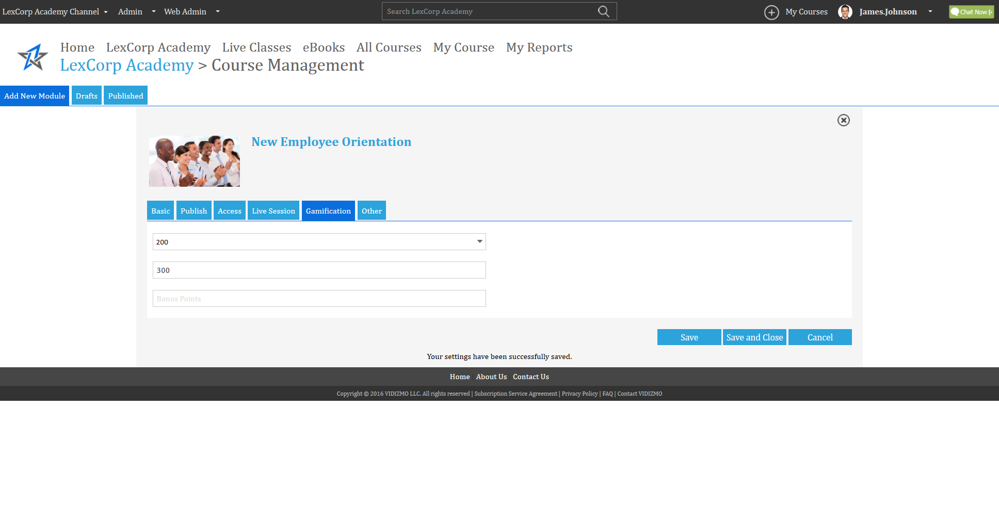 LexCorp Academy Channel Admin Web Admin Search LexCorp Academy My Courses James.Johnson Chat Now
Home LexCorp Academy Live Classes eBooks All Courses My Course My Reports
LexCorp Academy > Course Management
Add New Module Drafts Published
New Employee Orientation
Basic Publish Access Live Session Gamification Other
200
300
Bonus Points
Save Save and Close Cancel
Your settings have been successfully saved.
Home | About Us | Contact Us
Copyright © 2016 VIDIZMO LLC. All rights reserved | Subscription Service Agreement | Privacy Policy | FAQ | Contact VIDIZMO